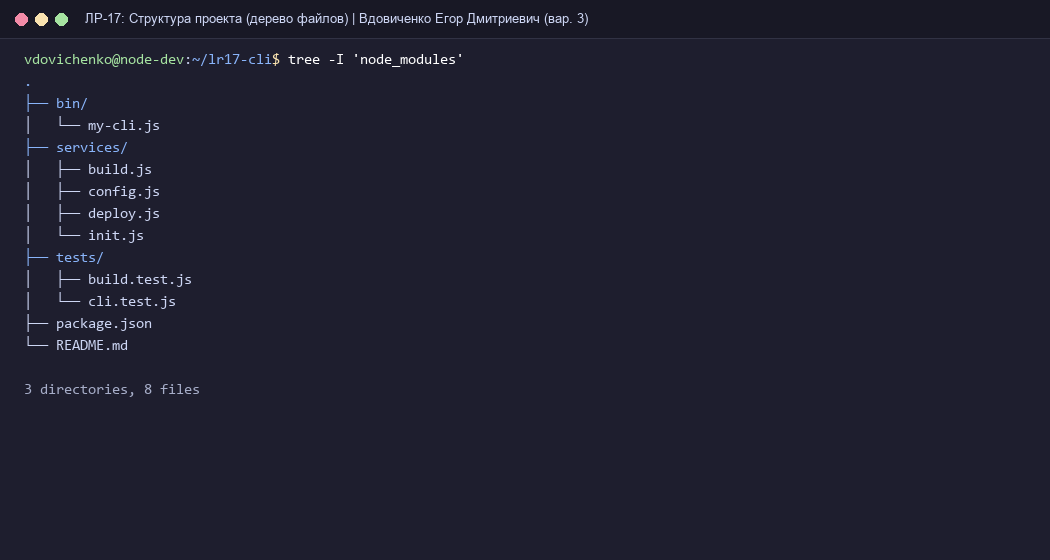 ЛР-17: Структура проекта (дерево файлов) | Вдовиченко Егор Дмитриевич (вар. 3)
vdovichenko@node-dev:~/lr17-cli$ tree -I 'node_modules'
.
├── bin/
│   └── my-cli.js
├── services/
│   ├── build.js
│   ├── config.js
│   ├── deploy.js
│   └── init.js
├── tests/
│   ├── build.test.js
│   └── cli.test.js
├── package.json
└── README.md
3 directories, 8 files